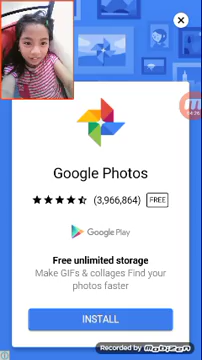 Google Photos
(3,966,864) FREE
Google Play
Free unlimited storage
Make GIFs & collages Find your
photos faster
INSTALL
Recorded by Mobizen